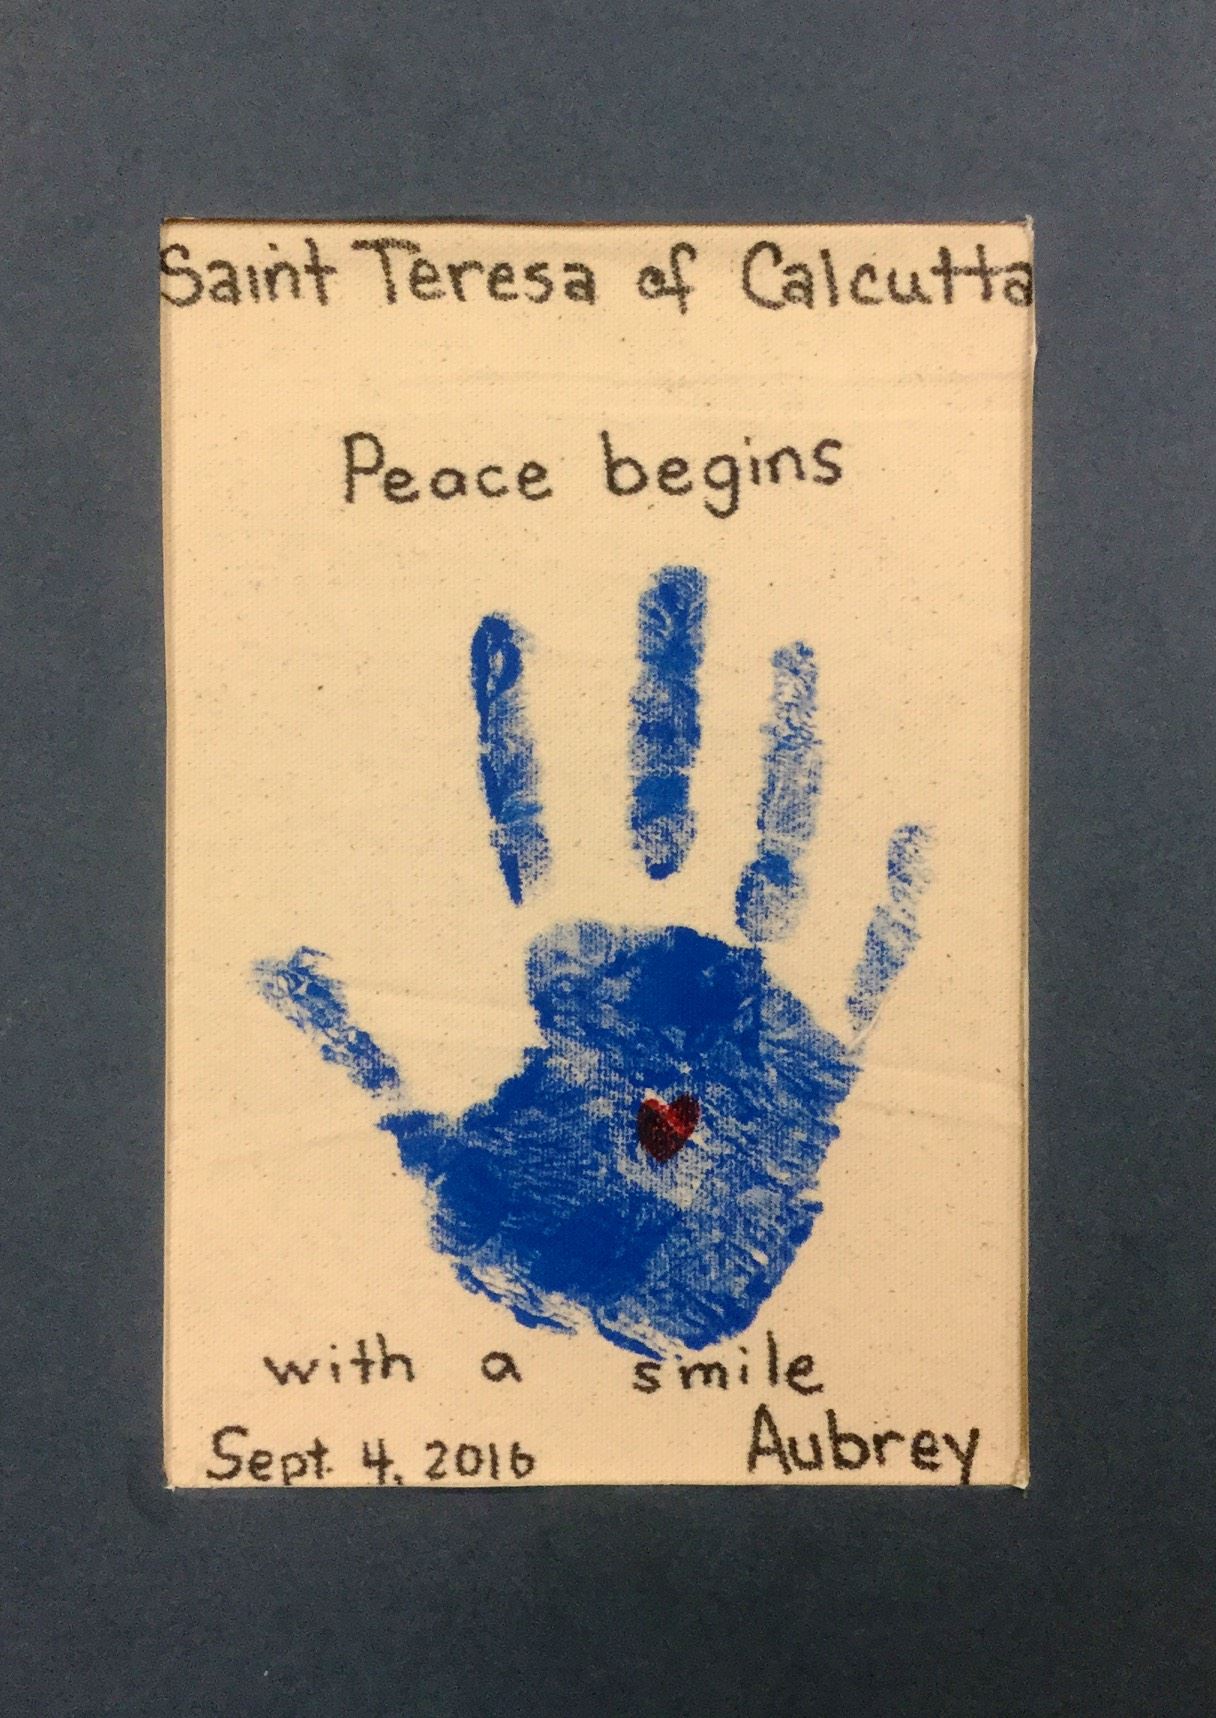 Saint Teresa of Calcutta
Peace begins
with a smile
Sept. 4, 2016
Aubrey